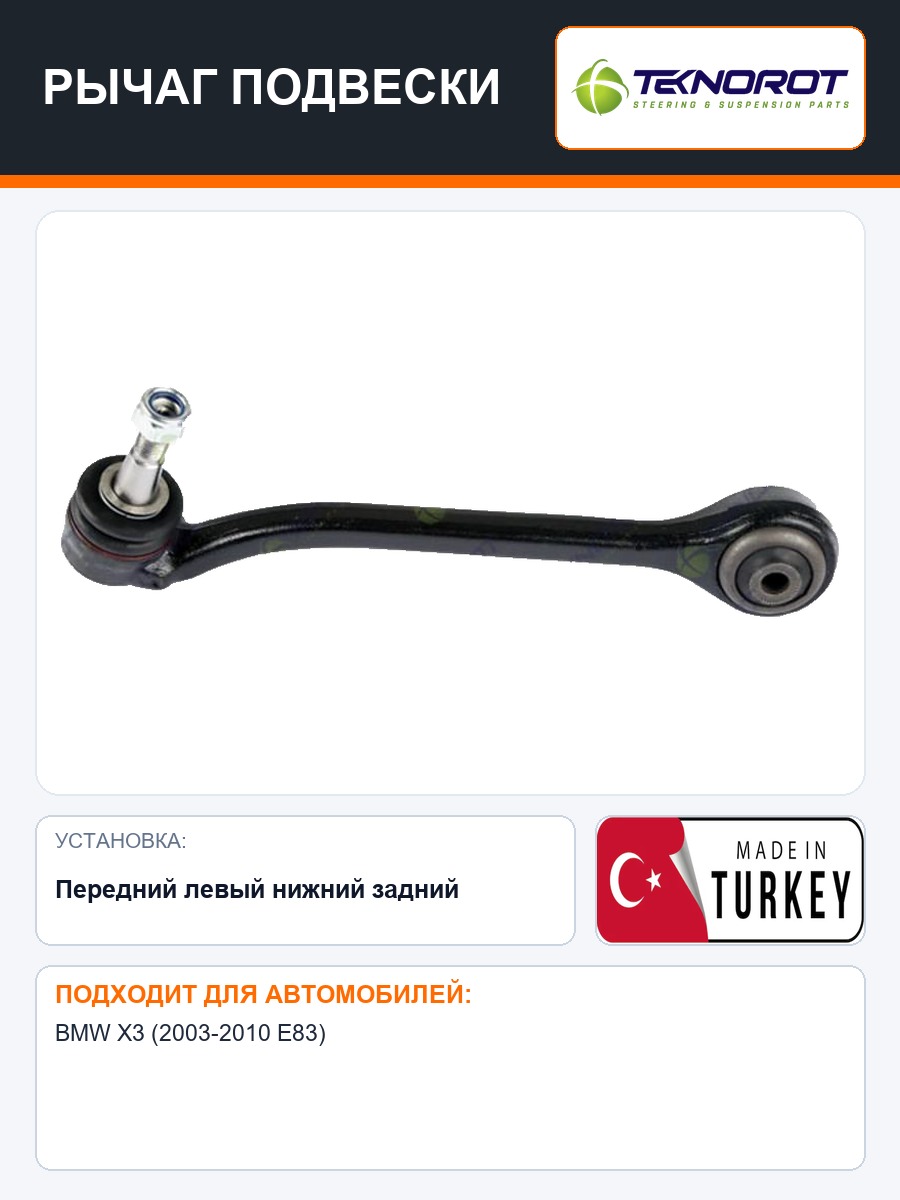 РЫЧАГ ПОДВЕСКИ
TEKNOROT
STEERING & SUSPENSION PARTS
УСТАНОВКА:
Передний левый нижний задний
MADE IN
TURKEY
ПОДХОДИТ ДЛЯ АВТОМОБИЛЕЙ:
BMW X3 (2003-2010 E83)